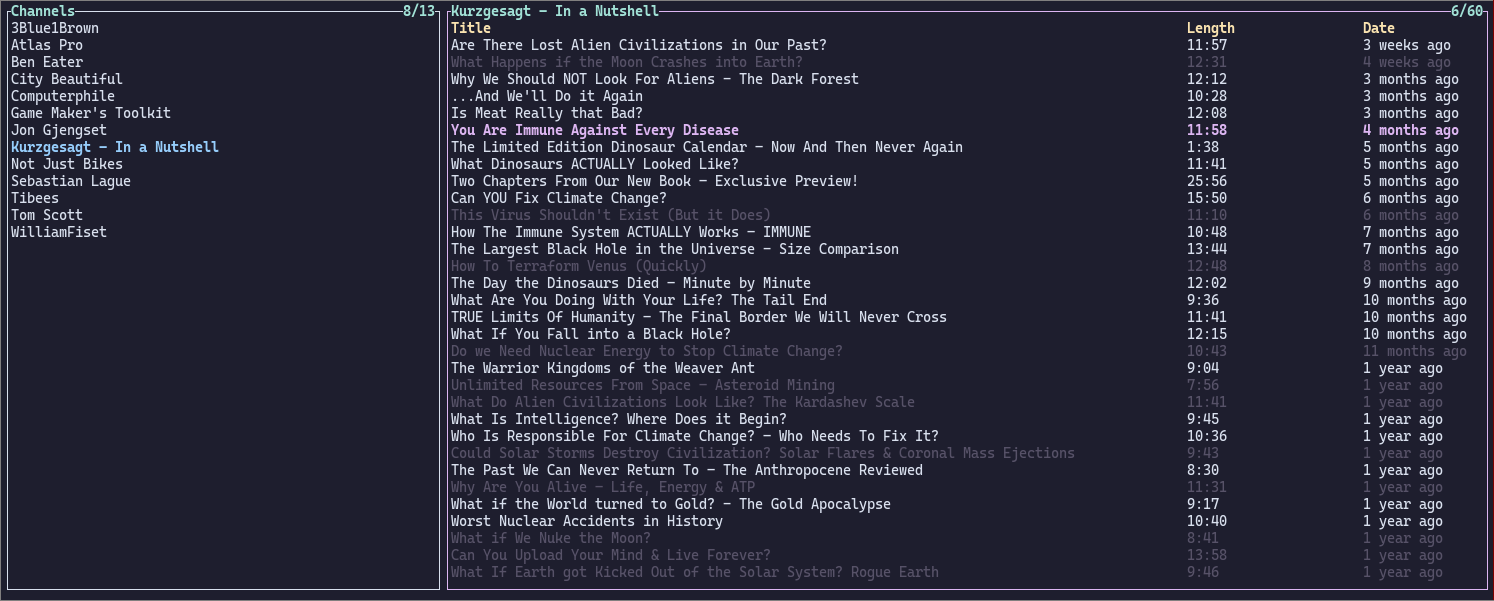 Channels 8/13
3Blue1Brown
Atlas Pro
Ben Eater
City Beautiful
Computerphile
Game Maker's Toolkit
Jon Gjengset
Kurzgesagt – In a Nutshell
Not Just Bikes
Sebastian Lague
Tibees
Tom Scott
WilliamFiset
Kurzgesagt – In a Nutshell 6/60
Title Length Date
Are There Lost Alien Civilizations in Our Past? 11:57 3 weeks ago
What Happens if the Moon Crashes into Earth? 12:31 4 weeks ago
Why We Should NOT Look For Aliens – The Dark Forest 12:12 3 months ago
...And We'll Do it Again 10:28 3 months ago
Is Meat Really that Bad? 12:08 3 months ago
You Are Immune Against Every Disease 11:58 4 months ago
The Limited Edition Dinosaur Calendar – Now And Then Never Again 1:38 5 months ago
What Dinosaurs ACTUALLY Looked Like? 11:41 5 months ago
Two Chapters From Our New Book – Exclusive Preview! 25:56 5 months ago
Can YOU Fix Climate Change? 15:50 6 months ago
This Virus Shouldn't Exist (But it Does) 11:10 6 months ago
How The Immune System ACTUALLY Works – IMMUNE 10:48 7 months ago
The Largest Black Hole in the Universe – Size Comparison 13:44 7 months ago
How To Terraform Venus (Quickly) 12:48 8 months ago
The Day the Dinosaurs Died – Minute by Minute 12:02 9 months ago
What Are You Doing With Your Life? The Tail End 9:36 10 months ago
TRUE Limits Of Humanity – The Final Border We Will Never Cross 11:41 10 months ago
What If You Fall into a Black Hole? 12:15 10 months ago
Do we Need Nuclear Energy to Stop Climate Change? 10:43 11 months ago
The Warrior Kingdoms of the Weaver Ant 9:04 1 year ago
Unlimited Resources From Space – Asteroid Mining 7:56 1 year ago
What Do Alien Civilizations Look Like? The Kardashev Scale 11:41 1 year ago
What Is Intelligence? Where Does it Begin? 9:45 1 year ago
Who Is Responsible For Climate Change? – Who Needs To Fix It? 10:36 1 year ago
Could Solar Storms Destroy Civilization? Solar Flares & Coronal Mass Ejections 9:43 1 year ago
The Past We Can Never Return To – The Anthropocene Reviewed 8:30 1 year ago
Why Are You Alive – Life, Energy & ATP 11:31 1 year ago
What if the World turned to Gold? – The Gold Apocalypse 9:17 1 year ago
Worst Nuclear Accidents in History 10:40 1 year ago
What if We Nuke the Moon? 8:41 1 year ago
Can You Upload Your Mind & Live Forever? 13:58 1 year ago
What If Earth got Kicked Out of the Solar System? Rogue Earth 9:46 1 year ago